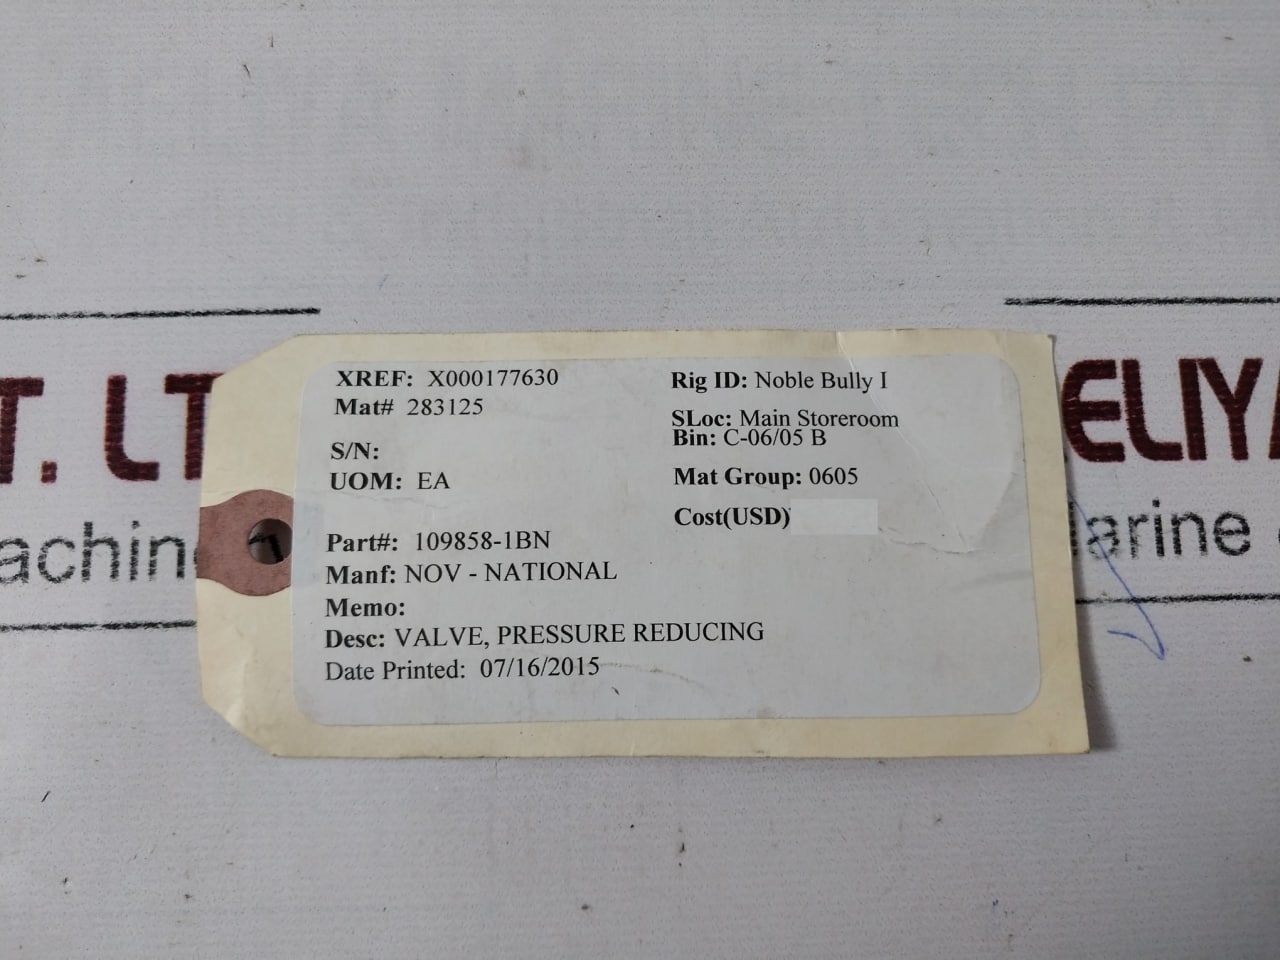 XREF: X000177630
Mat# 283125
S/N:
UOM: EA
Part#: 109858-1BN
Manf: NOV - NATIONAL
Memo:
Desc: VALVE, PRESSURE REDUCING
Date Printed: 07/16/2015
Rig ID: Noble Bully I
SLoc: Main Storeroom
Bin: C-06/05 B
Mat Group: 0605
Cost(USD)
T. LT
ELIYA
achin
arine